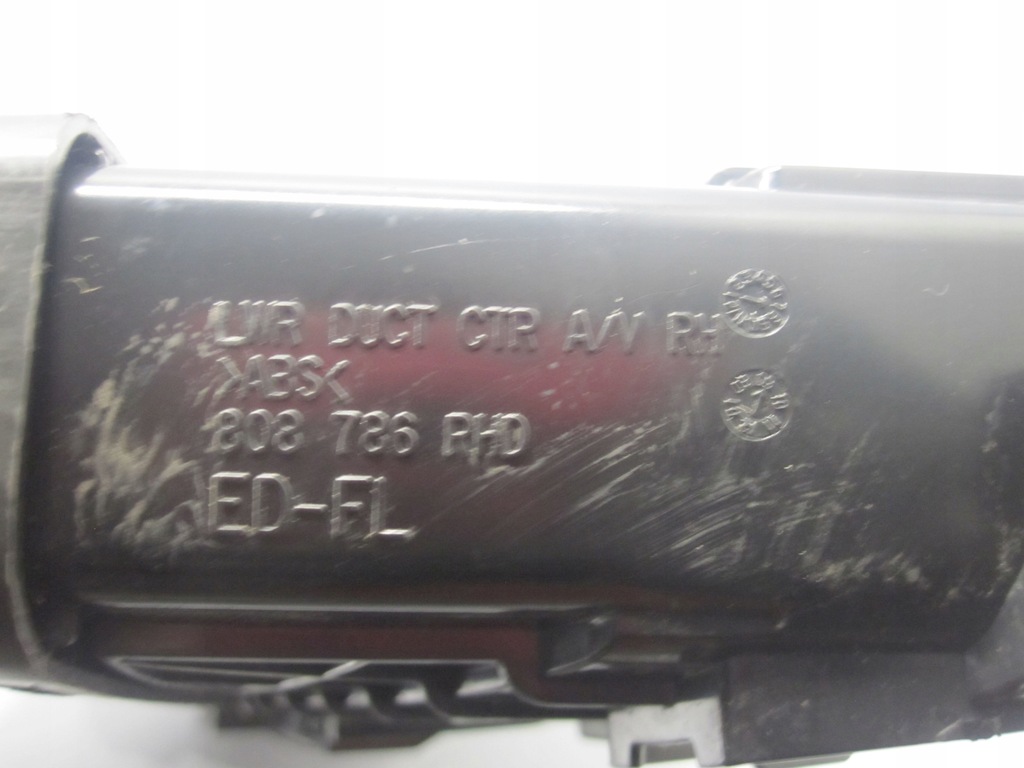 LWR DUCT CTR A/V RH
>ABS<
808 786 RHD
ED-FL